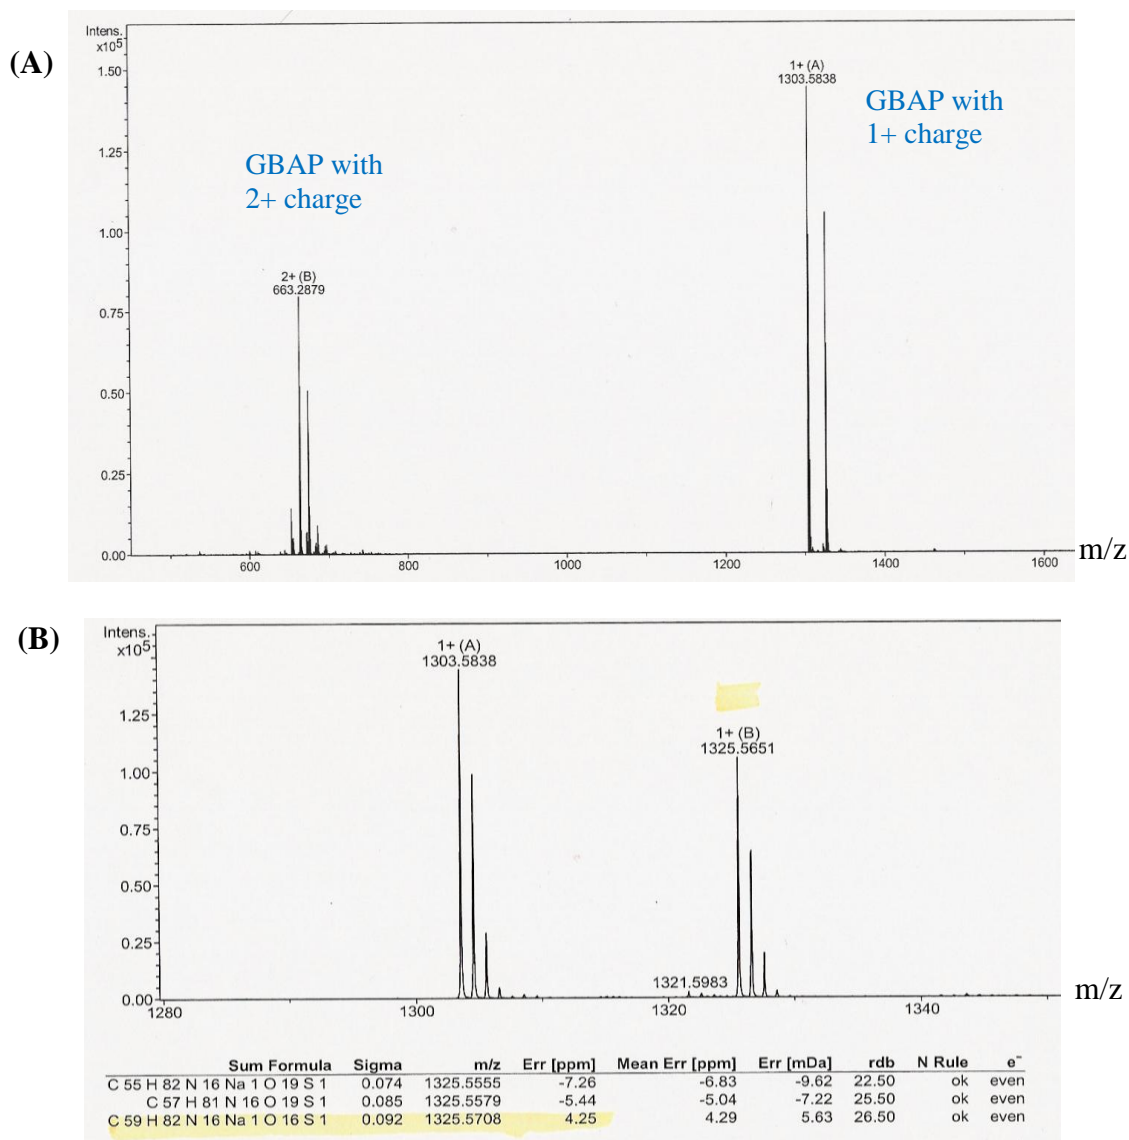 (A)
Intens.
x10⁵
1.50
1.25
1.00
0.75
0.50
0.25
0.00
1+ (A)
1303.5838
GBAP with
1+ charge
GBAP with
2+ charge
2+ (B)
663.2879
600
800
1000
1200
1400
1600
m/z
(B)
Intens.
x10⁵
1.25
1.00
0.75
0.50
0.25
0.00
1+ (A)
1303.5838
1+ (B)
1325.5651
1321.5983
1280
1300
1320
1340
m/z
Sum Formula Sigma m/z Err [ppm] Mean Err [ppm] Err [mDa] rdb N Rule e⁻
C 55 H 82 N 16 Na 1 O 19 S 1 0.074 1325.5555 -7.26 -6.83 -9.62 22.50 ok even
C 57 H 81 N 16 O 19 S 1 0.085 1325.5579 -5.44 -5.04 -7.22 25.50 ok even
C 59 H 82 N 16 Na 1 O 16 S 1 0.092 1325.5708 4.25 4.29 5.63 26.50 ok even